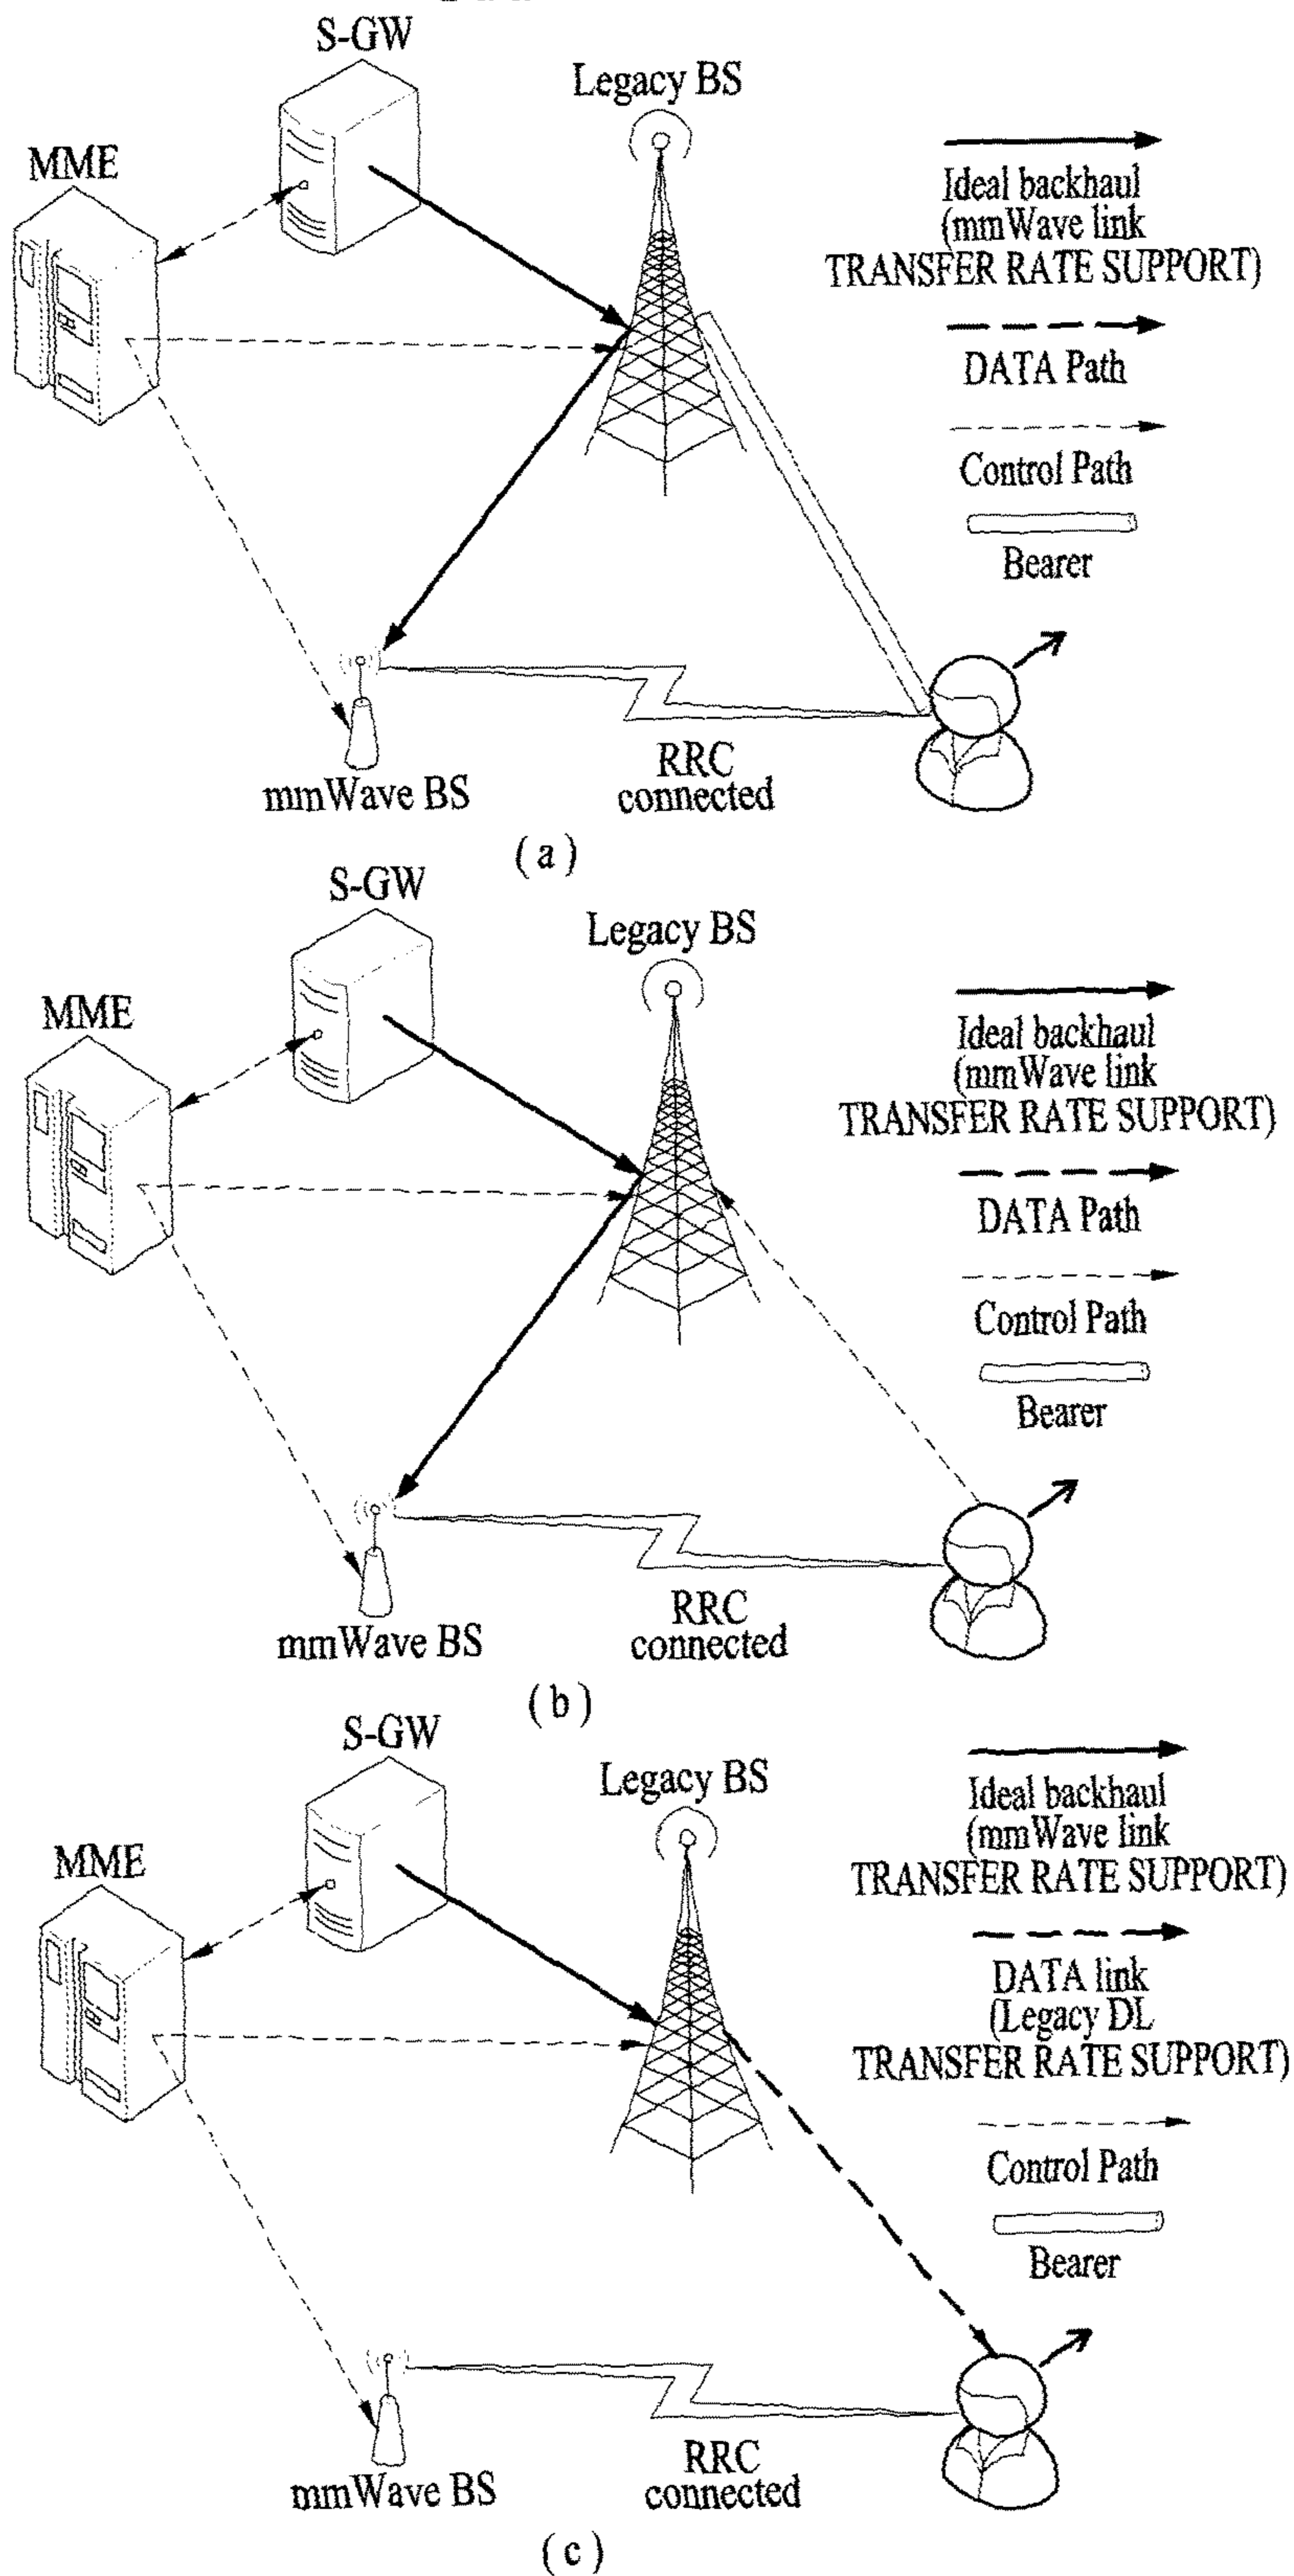 S-GW
Legacy BS
MME
Ideal backhaul
(mmWave link
TRANSFER RATE SUPPORT)
DATA Path
Control Path
Bearer
RRC
connected
mmWave BS
( a )
S-GW
Legacy BS
MME
Ideal backhaul
(mmWave link
TRANSFER RATE SUPPORT)
DATA Path
Control Path
Bearer
RRC
connected
mmWave BS
( b )
S-GW
Legacy BS
MME
Ideal backhaul
(mmWave link
TRANSFER RATE SUPPORT)
DATA link
(Legacy DL
TRANSFER RATE SUPPORT)
Control Path
Bearer
RRC
connected
mmWave BS
( c )